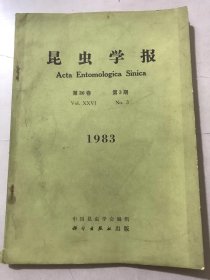 昆虫学报
Acta Entomologica Sinica
第26卷 第3期
Vol. XXVI No. 3
1983
中国昆虫学会编辑
科学出版社出版